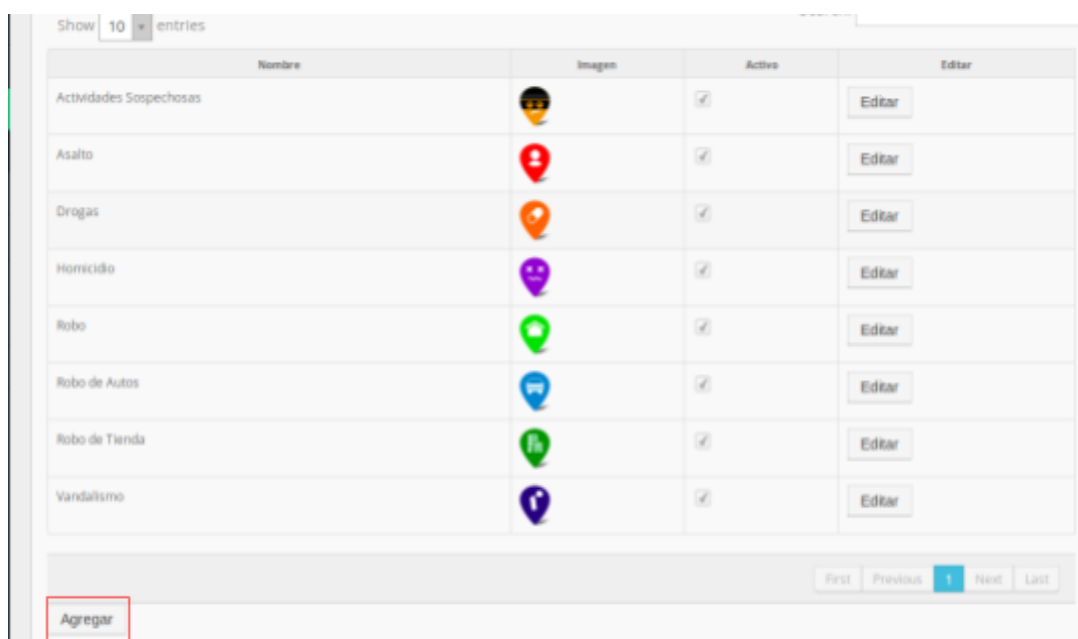 Show 10 entries
Nombre Imagen Activo Editar
Actividades Sospechosas Editar
Asalto Editar
Drogas Editar
Homicidio Editar
Robo Editar
Robo de Autos Editar
Robo de Tienda Editar
Vandalismo Editar
First Previous 1 Next Last
Agregar